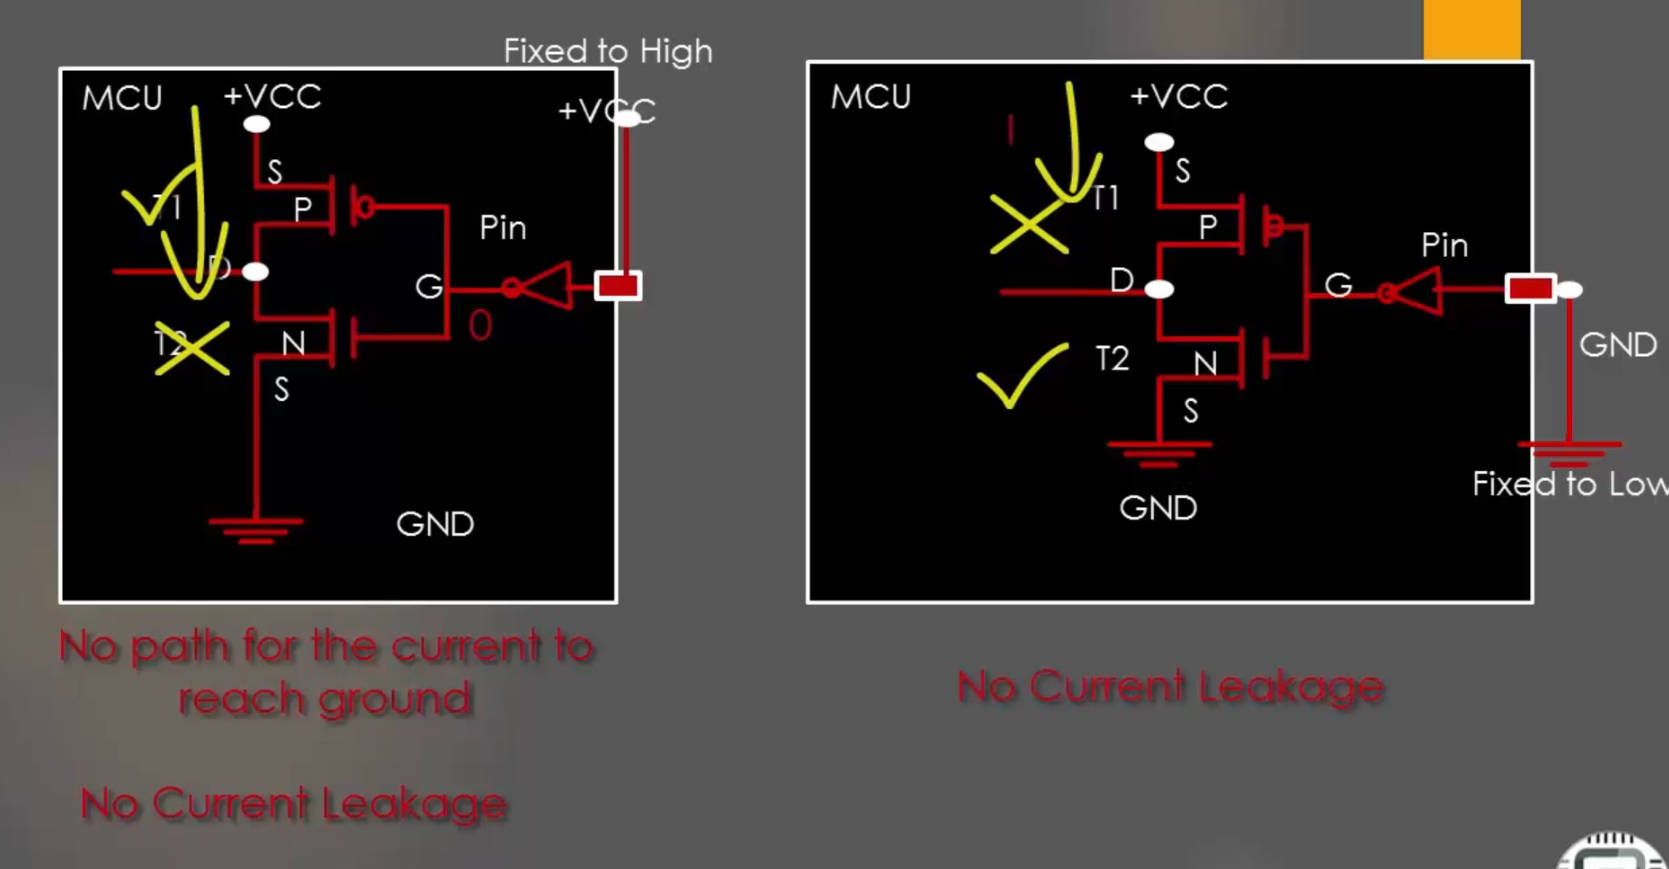 Fixed to High
MCU
+VCC
+VCC
S
T1
P
Pin
D
G
0
T2
N
S
GND
No path for the current to
reach ground
No Current Leakage
MCU
+VCC
1
S
T1
P
Pin
D
G
GND
T2
N
S
Fixed to Low
GND
No Current Leakage